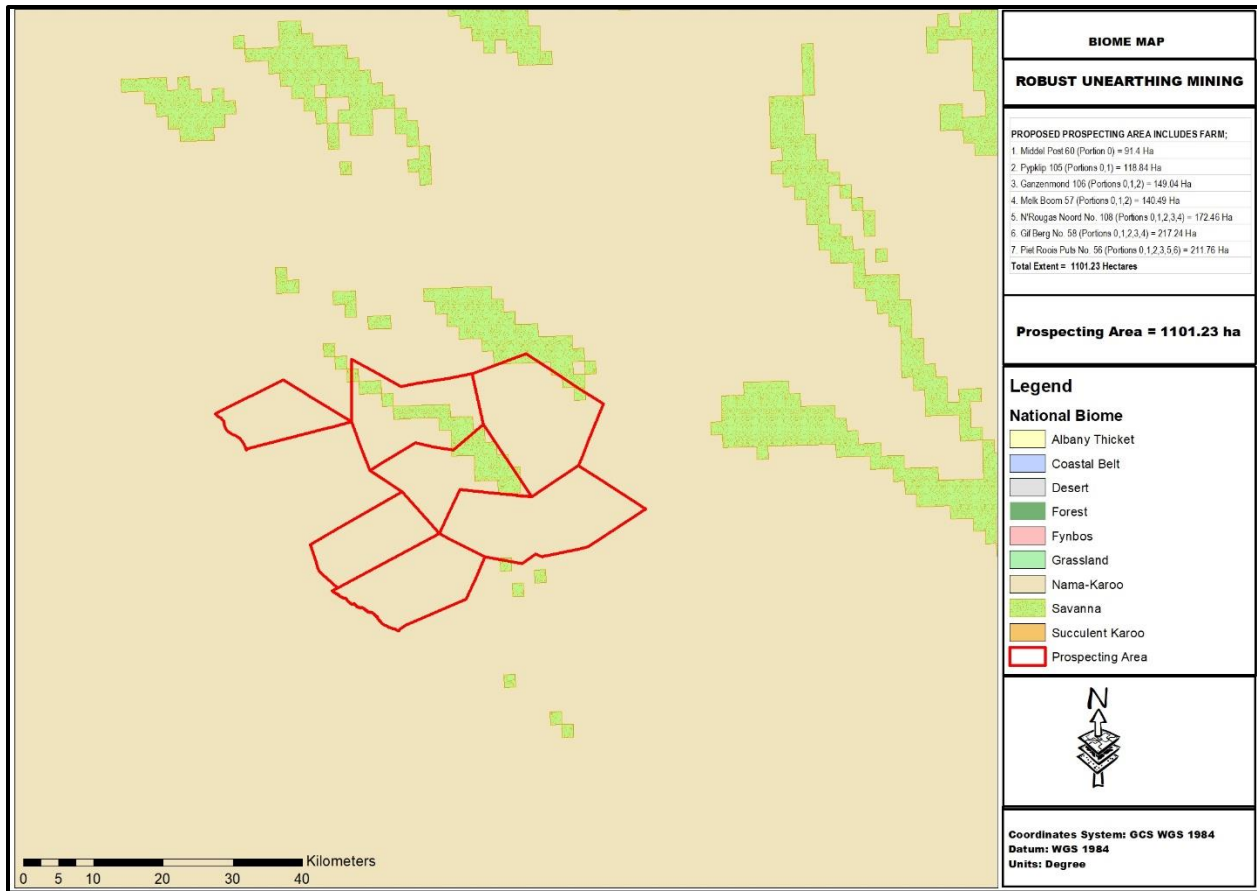 BIOME MAP
ROBUST UNEARTHING MINING
PROPOSED PROSPECTING AREA INCLUDES FARM;
1. Middel Post 60 (Portion 0) = 91.4 Ha
2. Pypklip 105 (Portions 0,1) = 118.84 Ha
3. Ganzenmond 106 (Portions 0,1,2) = 149.04 Ha
4. Melk Boom 57 (Portions 0,1,2) = 140.49 Ha
5. N'Rougas Noord No. 108 (Portions 0,1,2,3,4) = 172.46 Ha
6. Gif Berg No. 58 (Portions 0,1,2,3,4) = 217.24 Ha
7. Piet Roois Puts No. 56 (Portions 0,1,2,3,5,6) = 211.76 Ha
Total Extent = 1101.23 Hectares
Prospecting Area = 1101.23 ha
Legend
National Biome
Albany Thicket
Coastal Belt
Desert
Forest
Fynbos
Grassland
Nama-Karoo
Savanna
Succulent Karoo
Prospecting Area
N
Coordinates System: GCS WGS 1984
Datum: WGS 1984
Units: Degree
Kilometers
0 5 10 20 30 40